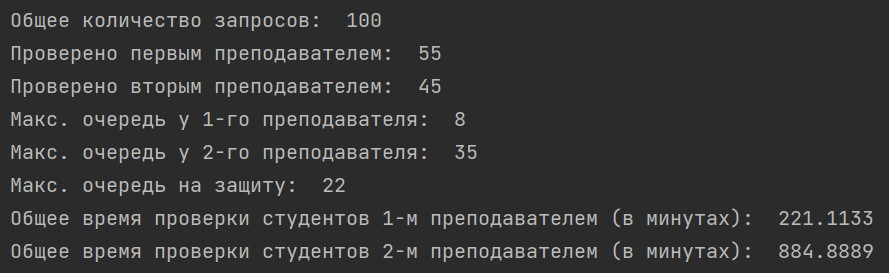 Общее количество запросов:  100
Проверено первым преподавателем:  55
Проверено вторым преподавателем:  45
Макс. очередь у 1-го преподавателя:  8
Макс. очередь у 2-го преподавателя:  35
Макс. очередь на защиту:  22
Общее время проверки студентов 1-м преподавателем (в минутах):  221.1133
Общее время проверки студентов 2-м преподавателем (в минутах):  884.8889